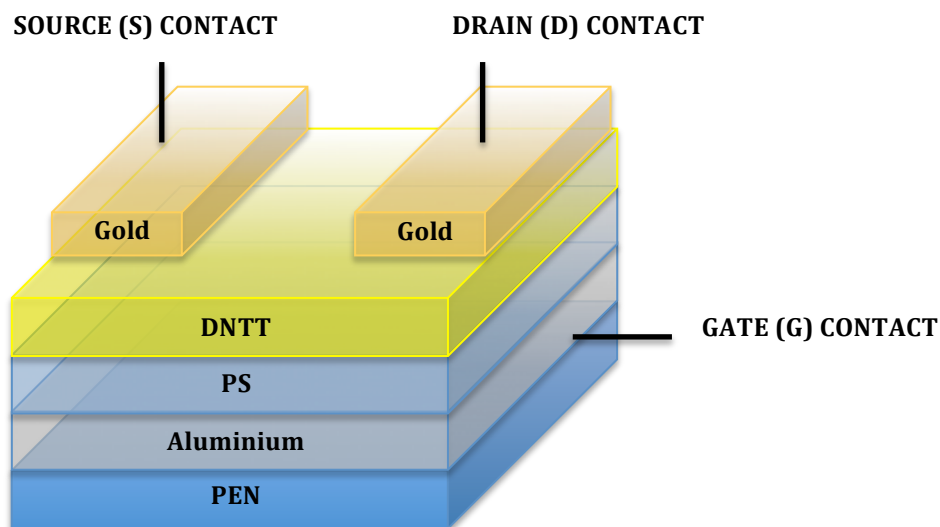 SOURCE (S) CONTACT
DRAIN (D) CONTACT
Gold
Gold
DNTT
GATE (G) CONTACT
PS
Aluminium
PEN